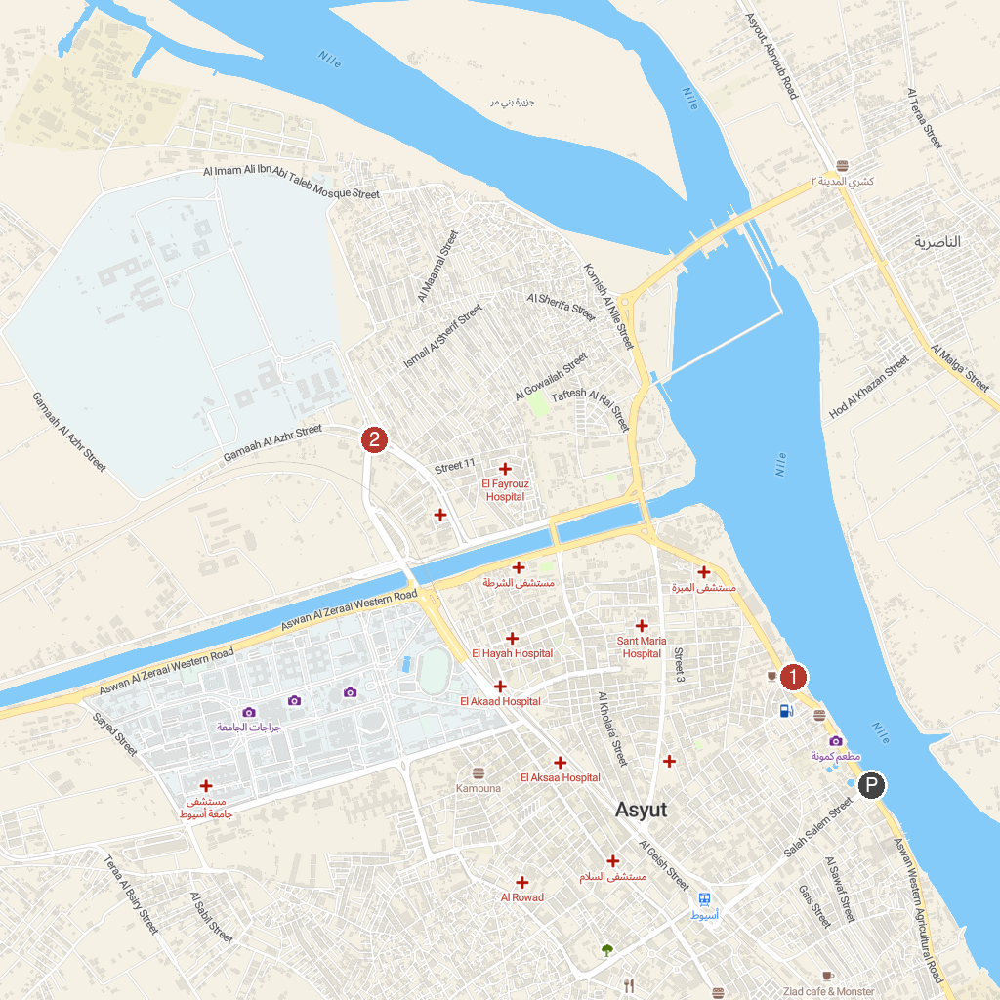 Nile
Nile
Asyout, Abnoub Road
Al Teraa Street
جزيرة بني مر
Al Imam Ali Ibn Abi Taleb Mosque Street
كشري المدينة ٢
الناصرية
Al Maamal Street
Kornish Al Nile Street
Al Sherifa Street
Ismail Al Sherif Street
Al Gowailah Street
Taftesh Al Rai Street
Al Malga' Street
Hod Al Khazan Street
Gamaah Al Azhr Street
Gamaah Al Azhr Street
2
Street 11
El Fayrouz
Hospital
Nile
مستشفى الشرطة
مستشفى المبرة
Aswan Al Zeraai Western Road
Aswan Al Zeraai Western Road
El Hayah Hospital
Sant Maria
Hospital
Street 3
1
El Akaad Hospital
Al Kholafa' Street
Sayed Street
جراجات الجامعة
Nile
مطعم كمونة
P
El Aksaa Hospital
Kamouna
مستشفى
جامعة أسيوط
Asyut
Salah Salem Street
Al Geish Street
مستشفى السلام
Al Rowad
أسيوط
Teraa Al Bsiry Street
Al Sabil Street
Gais Street
Al Sawaf Street
Aswan Western Agricultural Road
Ziad cafe & Monster